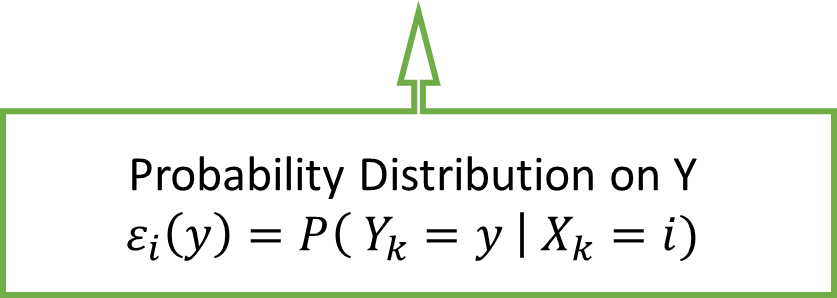 Probability Distribution on Y
εᵢ(y) = P( Yₖ = y | Xₖ = i)